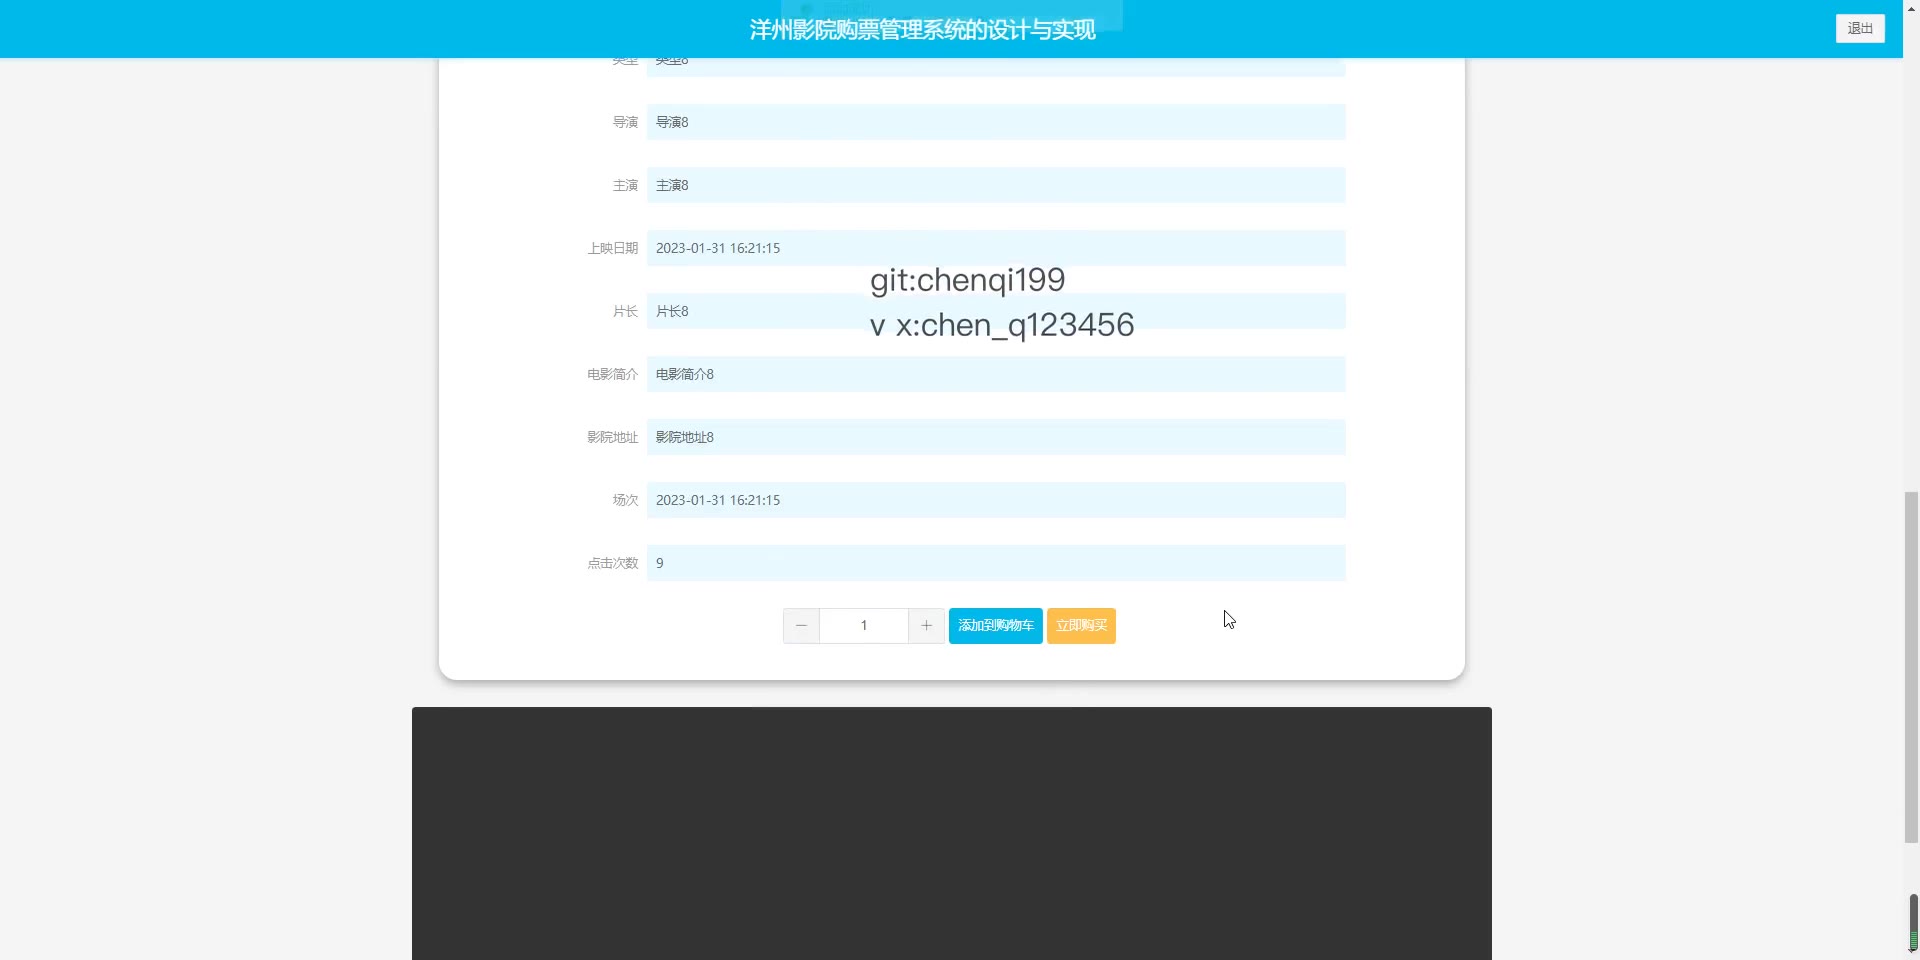 洋州影院购票管理系统的设计与实现
退出
类型 类型8
导演 导演8
主演 主演8
上映日期 2023-01-31 16:21:15
git:chenqi199
片长 片长8
v x:chen_q123456
电影简介 电影简介8
影院地址 影院地址8
场次 2023-01-31 16:21:15
点击次数 9
1 添加到购物车 立即购买